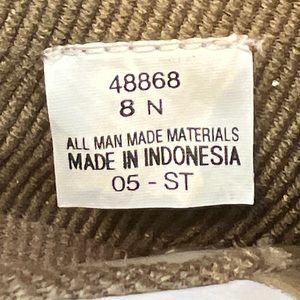 48868
8 N
ALL MAN MADE MATERIALS
MADE IN INDONESIA
05 - ST